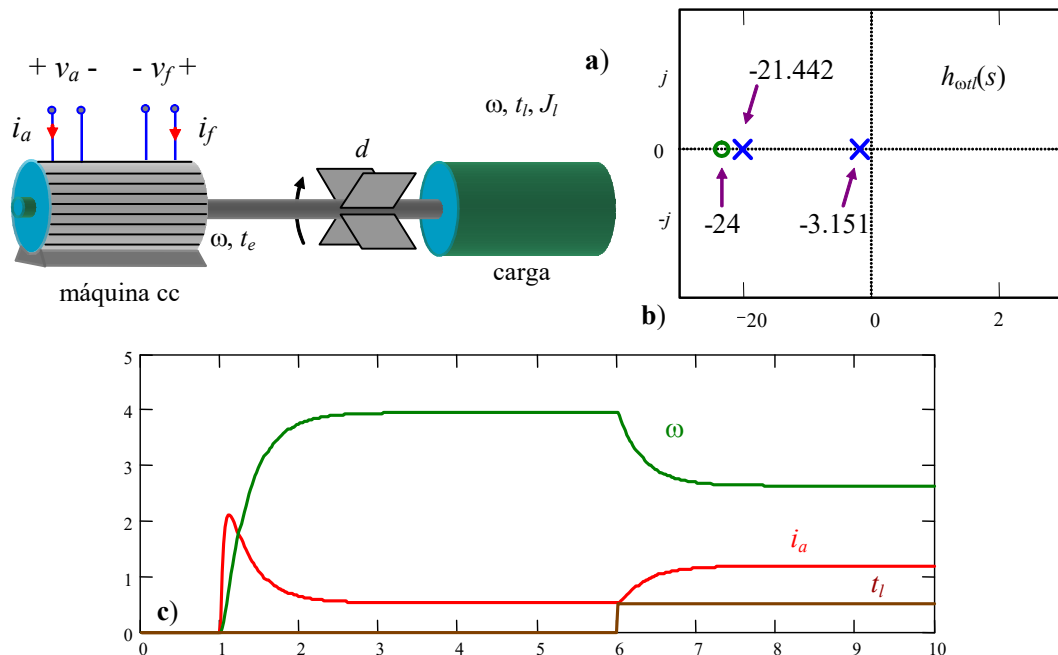 a)
+ v_a - - v_f +
i_a i_f
ω, t_l, J_l
d
ω, t_e
máquina cc
carga
j
0
-j
-21.442
h_ωtl(s)
-24
-3.151
b)
-20 0 2
5
4
3
2
1
0
ω
i_a
t_l
c)
0 1 2 3 4 5 6 7 8 9 10